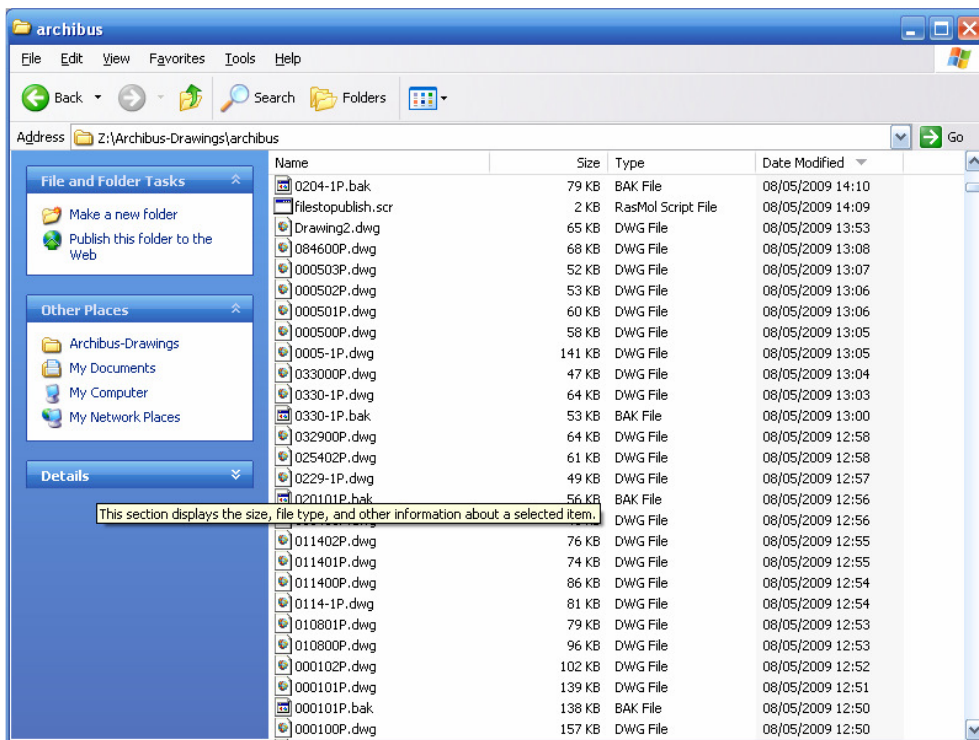 archibus
File Edit View Favorites Tools Help
Back Search Folders
Address Z:\Archibus-Drawings\archibus Go
File and Folder Tasks
Make a new folder
Publish this folder to the
Web
Other Places
Archibus-Drawings
My Documents
My Computer
My Network Places
Details
This section displays the size, file type, and other information about a selected item.
Name Size Type Date Modified
0204-1P.bak 79 KB BAK File 08/05/2009 14:10
filestopublish.scr 2 KB RasMol Script File 08/05/2009 14:09
Drawing2.dwg 65 KB DWG File 08/05/2009 13:53
084600P.dwg 68 KB DWG File 08/05/2009 13:08
000503P.dwg 52 KB DWG File 08/05/2009 13:07
000502P.dwg 53 KB DWG File 08/05/2009 13:06
000501P.dwg 60 KB DWG File 08/05/2009 13:06
000500P.dwg 58 KB DWG File 08/05/2009 13:05
0005-1P.dwg 141 KB DWG File 08/05/2009 13:05
033000P.dwg 47 KB DWG File 08/05/2009 13:04
0330-1P.dwg 64 KB DWG File 08/05/2009 13:03
0330-1P.bak 53 KB BAK File 08/05/2009 13:00
032900P.dwg 64 KB DWG File 08/05/2009 12:58
025402P.dwg 61 KB DWG File 08/05/2009 12:58
0229-1P.dwg 49 KB DWG File 08/05/2009 12:57
020101P.bak 56 KB BAK File 08/05/2009 12:56
DWG File 08/05/2009 12:56
011402P.dwg 76 KB DWG File 08/05/2009 12:55
011401P.dwg 74 KB DWG File 08/05/2009 12:55
011400P.dwg 86 KB DWG File 08/05/2009 12:54
0114-1P.dwg 81 KB DWG File 08/05/2009 12:54
010801P.dwg 79 KB DWG File 08/05/2009 12:53
010800P.dwg 96 KB DWG File 08/05/2009 12:53
000102P.dwg 102 KB DWG File 08/05/2009 12:52
000101P.dwg 139 KB DWG File 08/05/2009 12:51
000101P.bak 138 KB BAK File 08/05/2009 12:50
000100P.dwg 157 KB DWG File 08/05/2009 12:50